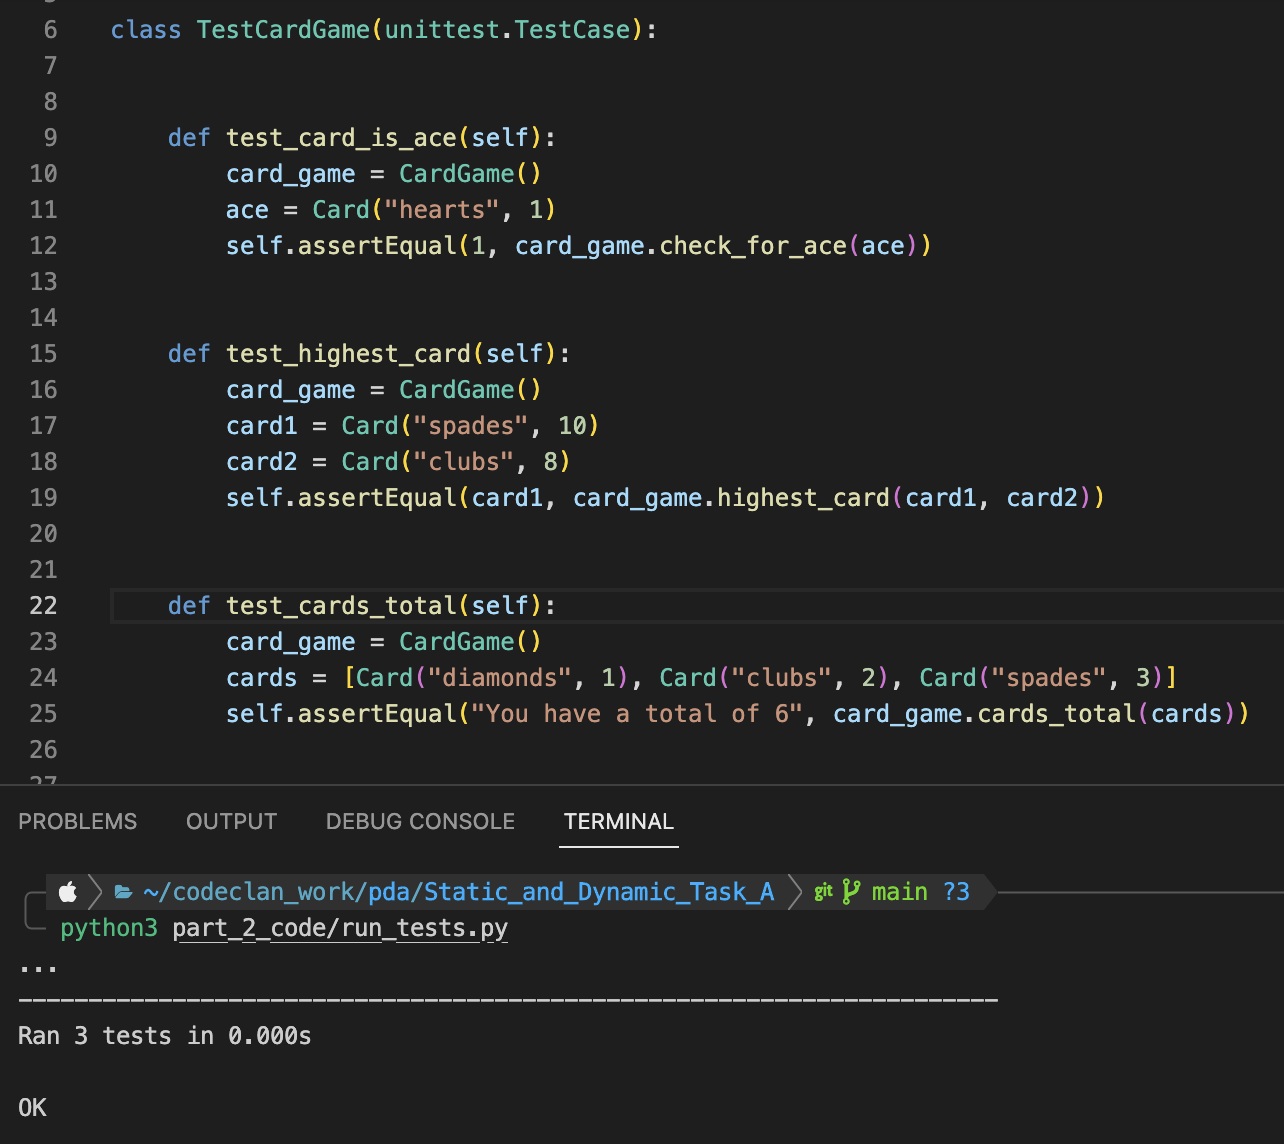 6 class TestCardGame(unittest.TestCase):
7
8
9 def test_card_is_ace(self):
10 card_game = CardGame()
11 ace = Card("hearts", 1)
12 self.assertEqual(1, card_game.check_for_ace(ace))
13
14
15 def test_highest_card(self):
16 card_game = CardGame()
17 card1 = Card("spades", 10)
18 card2 = Card("clubs", 8)
19 self.assertEqual(card1, card_game.highest_card(card1, card2))
20
21
22 def test_cards_total(self):
23 card_game = CardGame()
24 cards = [Card("diamonds", 1), Card("clubs", 2), Card("spades", 3)]
25 self.assertEqual("You have a total of 6", card_game.cards_total(cards))
26
27
PROBLEMS OUTPUT DEBUG CONSOLE TERMINAL
~/codeclan_work/pda/Static_and_Dynamic_Task_A git main ?3
python3 part_2_code/run_tests.py
...
----------------------------------------------------------------------
Ran 3 tests in 0.000s
OK